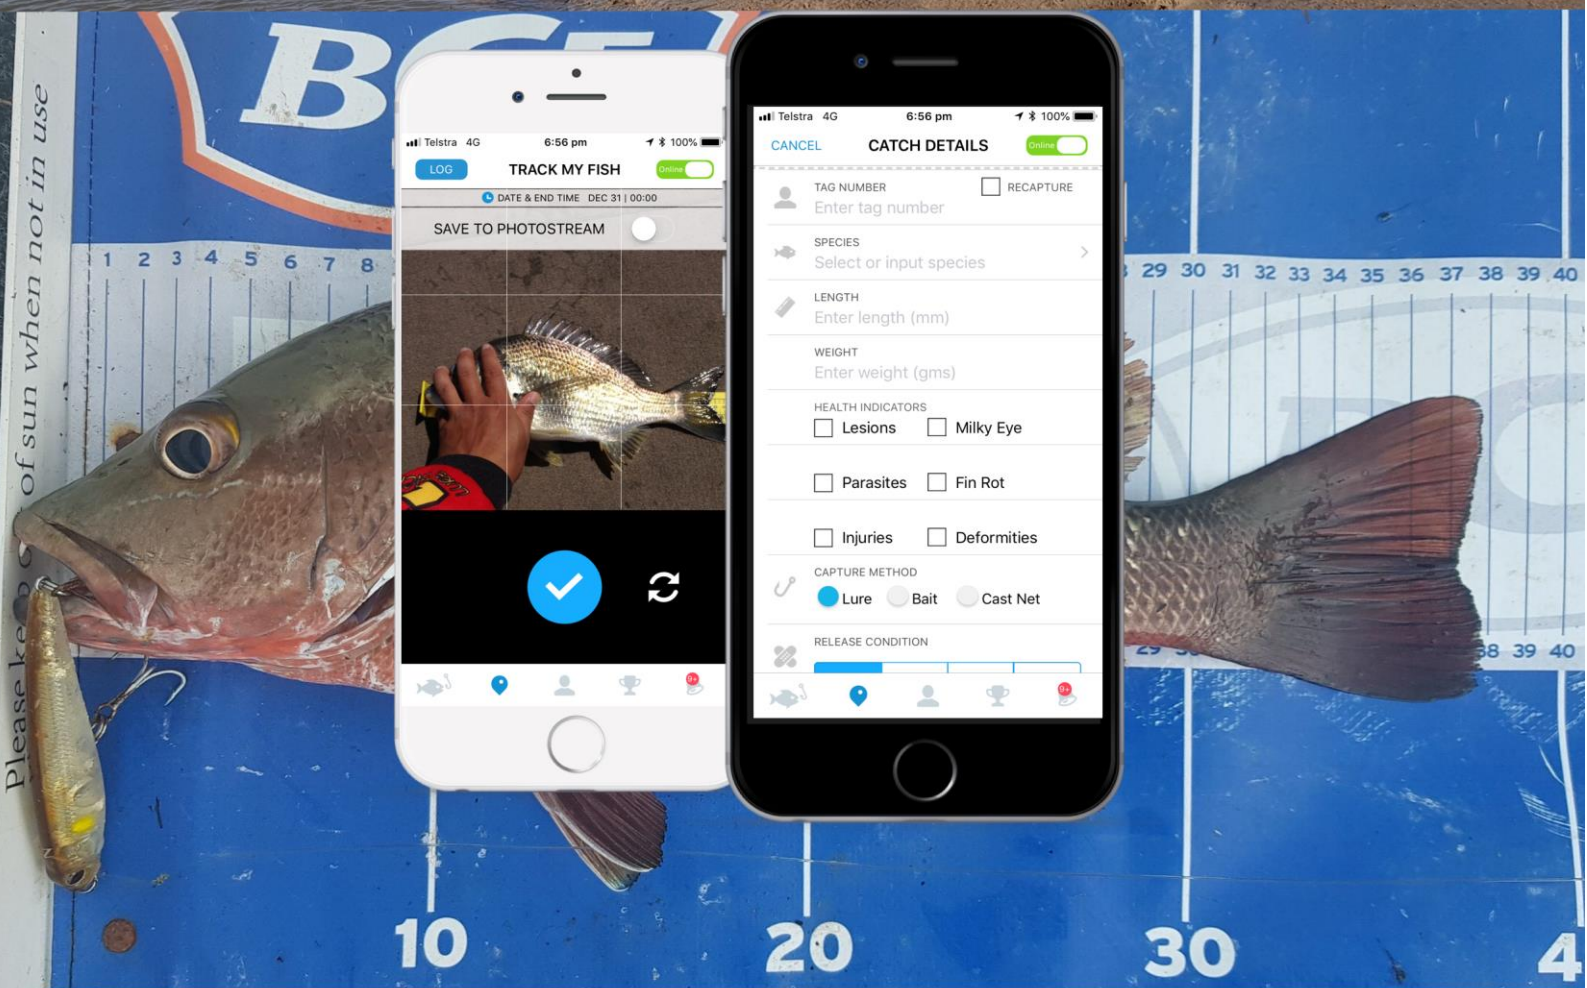 BCF
Please keep out of sun when not in use
1 2 3 4 5 6 7 8
Telstra 4G 6:56 pm 100%
LOG TRACK MY FISH Online
DATE & END TIME DEC 31 | 00:00
SAVE TO PHOTOSTREAM
9+
Telstra 4G 6:56 pm 100%
CANCEL CATCH DETAILS Online
TAG NUMBER RECAPTURE
Enter tag number
SPECIES
Select or input species
LENGTH
Enter length (mm)
WEIGHT
Enter weight (gms)
HEALTH INDICATORS
Lesions Milky Eye
Parasites Fin Rot
Injuries Deformities
CAPTURE METHOD
Lure Bait Cast Net
RELEASE CONDITION
9+
29 30 31 32 33 34 35 36 37 38 39 40
29 38 39 40
10 20 30 4